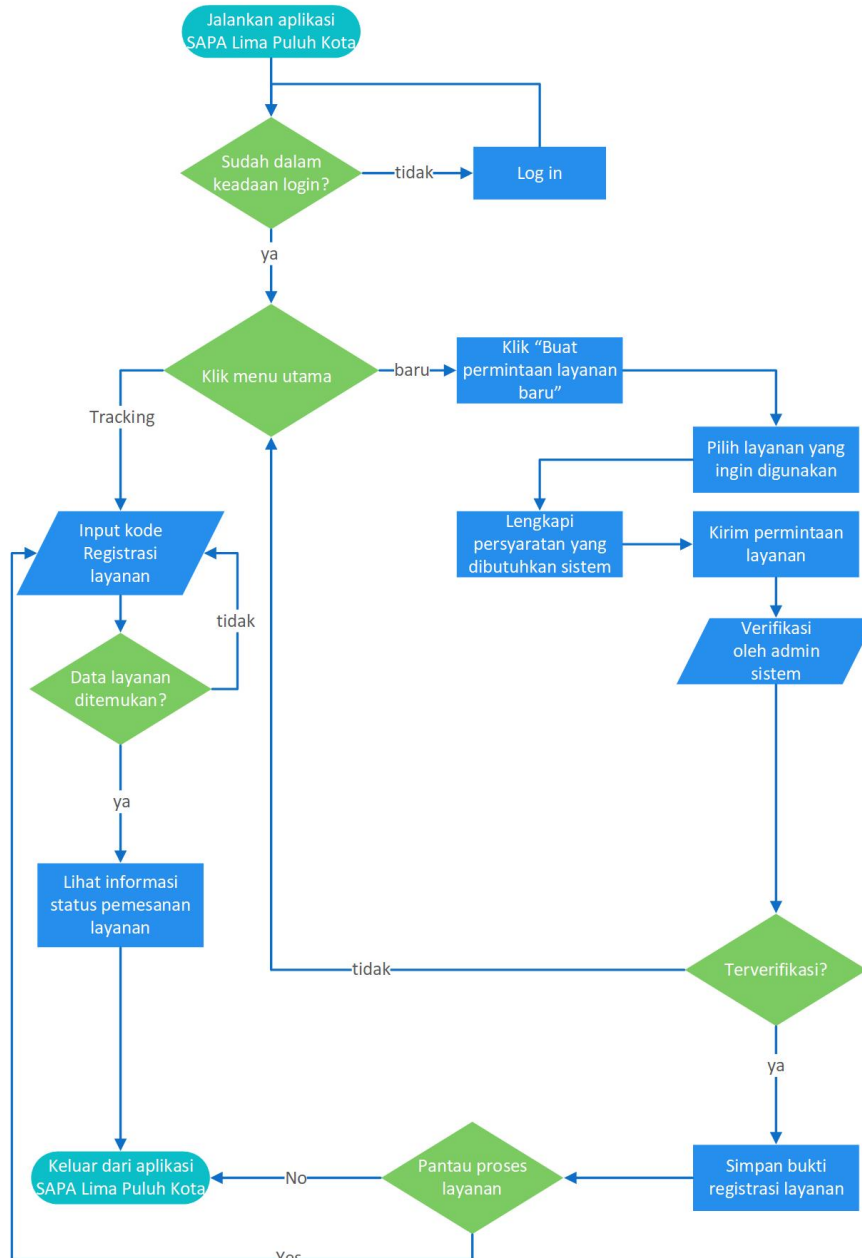 Jalankan aplikasi
SAPA Lima Puluh Kota
Sudah dalam
keadaan login?
tidak
Log in
ya
Klik menu utama
baru
Klik “Buat
permintaan layanan
baru”
Tracking
Pilih layanan yang
ingin digunakan
Input kode
Registrasi
layanan
Lengkapi
persyaratan yang
dibutuhkan sistem
Kirim permintaan
layanan
tidak
Verifikasi
oleh admin
sistem
Data layanan
ditemukan?
ya
Lihat informasi
status pemesanan
layanan
tidak
Terverifikasi?
ya
Keluar dari aplikasi
SAPA Lima Puluh Kota
No
Pantau proses
layanan
Simpan bukti
registrasi layanan
Yes